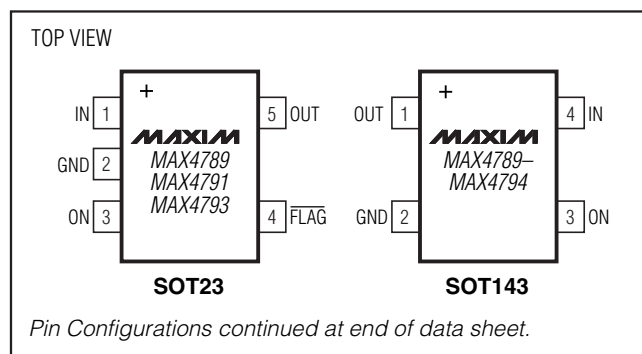 TOP VIEW
+
IN 1
GND 2
ON 3
5 OUT
4 FLAG
MAXIM
MAX4789
MAX4791
MAX4793
SOT23
+
OUT 1
GND 2
4 IN
3 ON
MAXIM
MAX4789–
MAX4794
SOT143
Pin Configurations continued at end of data sheet.